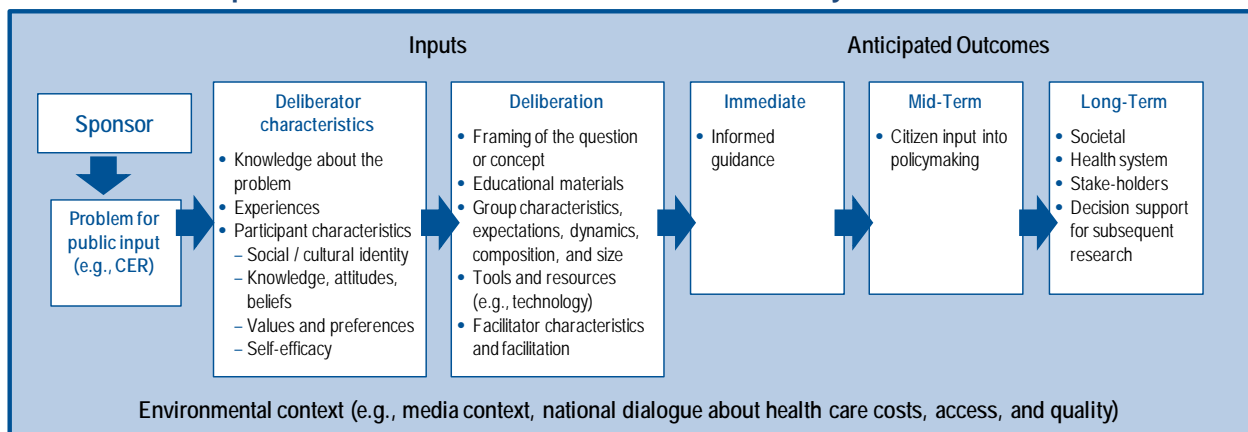 Inputs
Anticipated Outcomes
Sponsor
Problem for
public input
(e.g., CER)
Deliberator
characteristics
• Knowledge about the
problem
• Experiences
• Participant characteristics
– Social / cultural identity
– Knowledge, attitudes,
beliefs
– Values and preferences
– Self-efficacy
Deliberation
• Framing of the question
or concept
• Educational materials
• Group characteristics,
expectations, dynamics,
composition, and size
• Tools and resources
(e.g., technology)
• Facilitator characteristics
and facilitation
Immediate
• Informed
guidance
Mid-Term
• Citizen input into
policymaking
Long-Term
• Societal
• Health system
• Stake-holders
• Decision support
for subsequent
research
Environmental context (e.g., media context, national dialogue about health care costs, access, and quality)